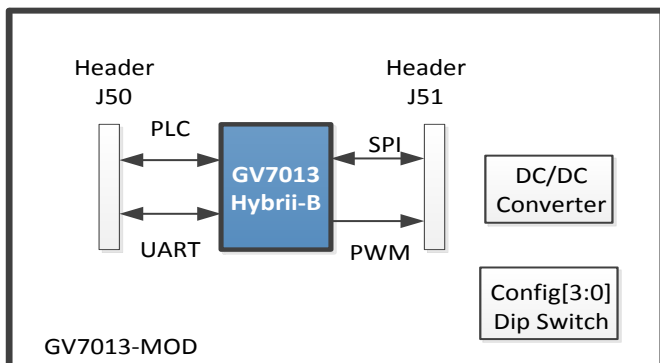 Header
J50
Header
J51
PLC
SPI
GV7013
Hybrii-B
DC/DC
Converter
UART
PWM
Config[3:0]
Dip Switch
GV7013-MOD